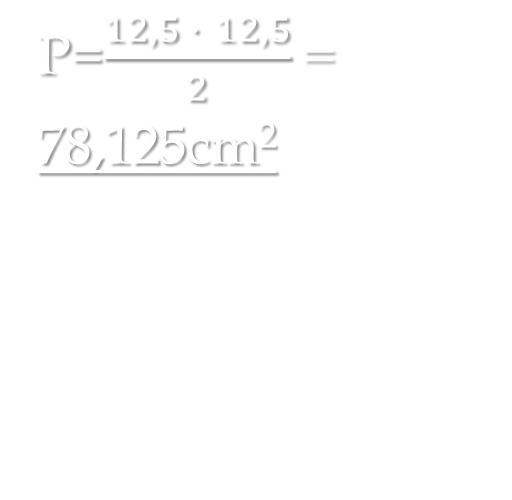 P=12,5 · 12,5/2 =
78,125cm²